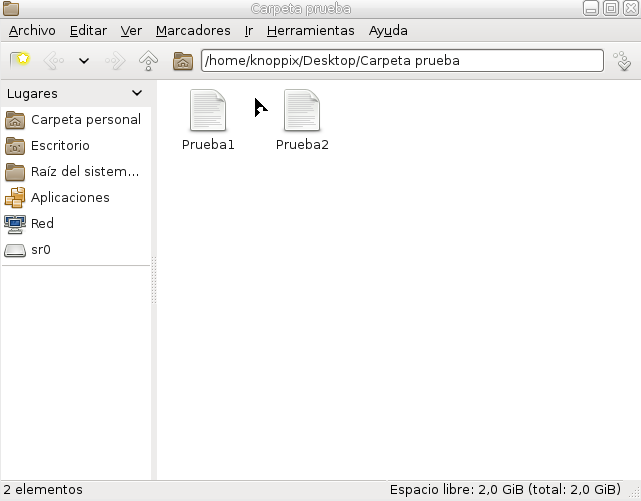 Carpeta prueba
Archivo Editar Ver Marcadores Ir Herramientas Ayuda
/home/knoppix/Desktop/Carpeta prueba
Lugares
Carpeta personal
Escritorio
Raíz del sistem...
Aplicaciones
Red
sr0
Prueba1 Prueba2
2 elementos Espacio libre: 2,0 GiB (total: 2,0 GiB)